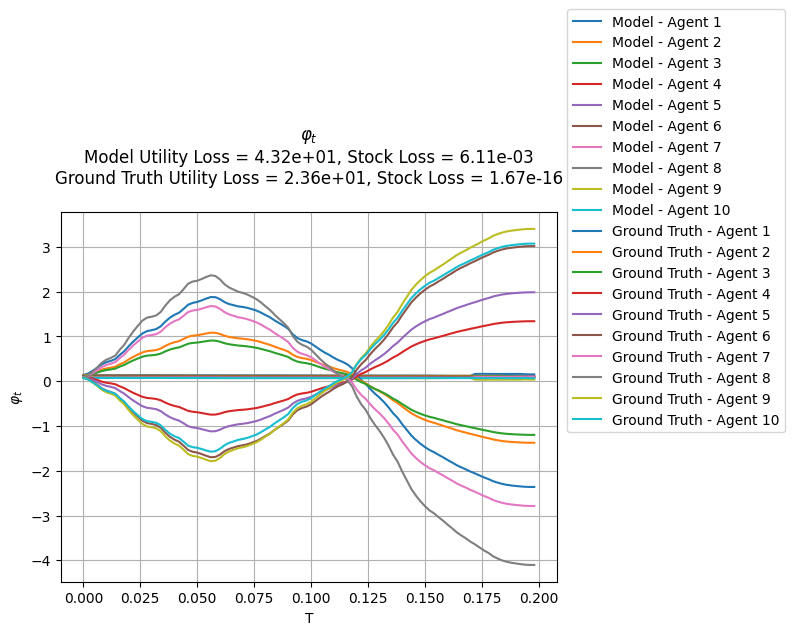 φt
Model Utility Loss = 4.32e+01, Stock Loss = 6.11e-03
Ground Truth Utility Loss = 2.36e+01, Stock Loss = 1.67e-16
Model - Agent 1
Model - Agent 2
Model - Agent 3
Model - Agent 4
Model - Agent 5
Model - Agent 6
Model - Agent 7
Model - Agent 8
Model - Agent 9
Model - Agent 10
Ground Truth - Agent 1
Ground Truth - Agent 2
Ground Truth - Agent 3
Ground Truth - Agent 4
Ground Truth - Agent 5
Ground Truth - Agent 6
Ground Truth - Agent 7
Ground Truth - Agent 8
Ground Truth - Agent 9
Ground Truth - Agent 10
3
2
1
0
−1
−2
−3
−4
φt
0.000 0.025 0.050 0.075 0.100 0.125 0.150 0.175 0.200
T